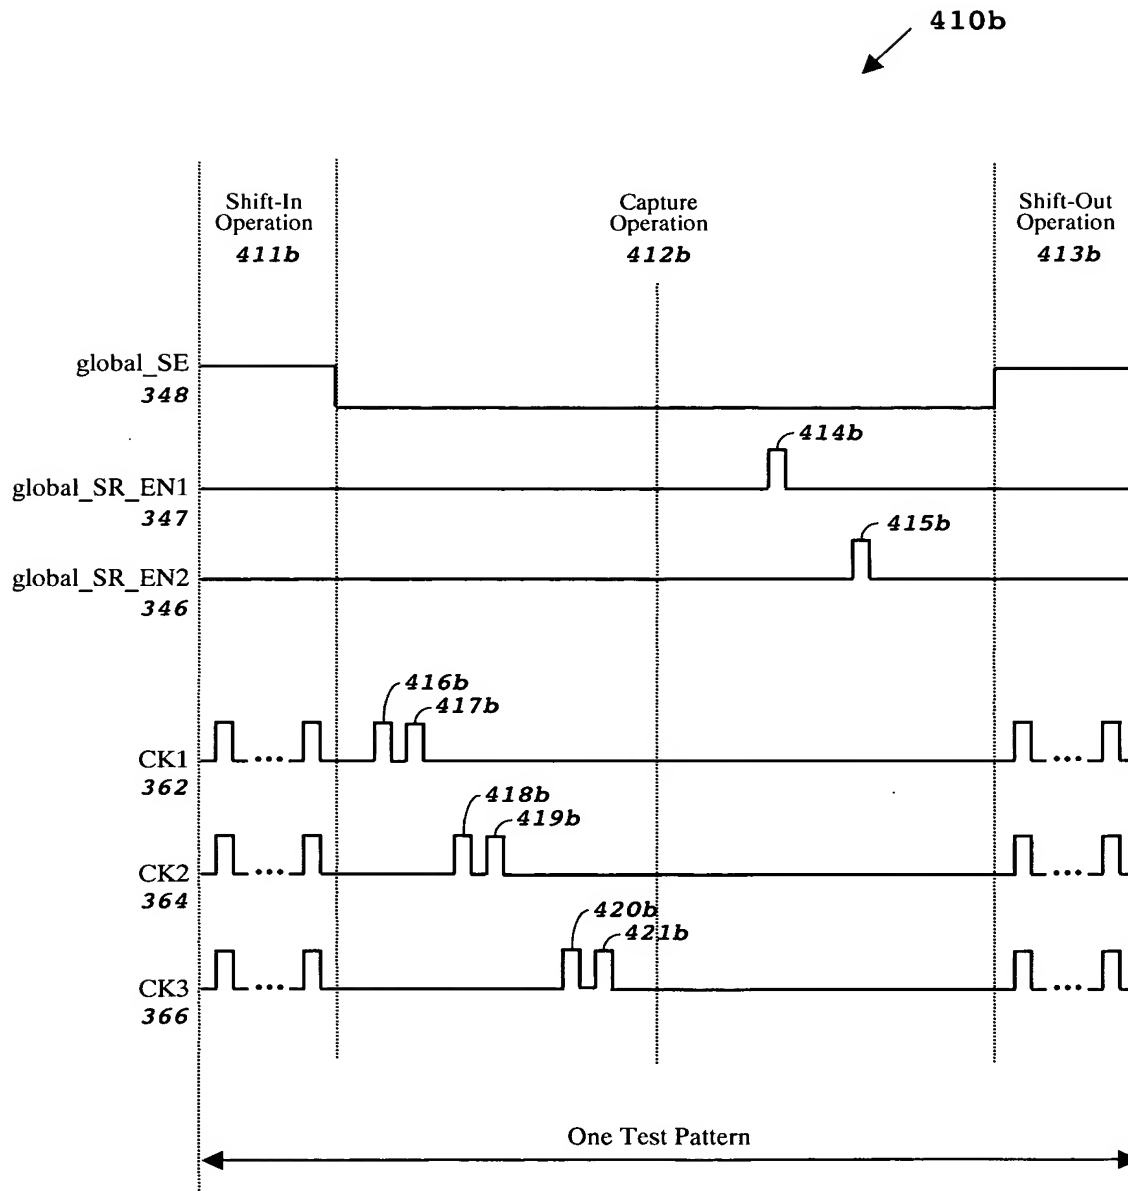 410b
Shift-In
Operation
411b
Capture
Operation
412b
Shift-Out
Operation
413b
global_SE
348
414b
global_SR_EN1
347
415b
global_SR_EN2
346
416b
417b
CK1
362
418b
419b
CK2
364
420b
421b
CK3
366
One Test Pattern